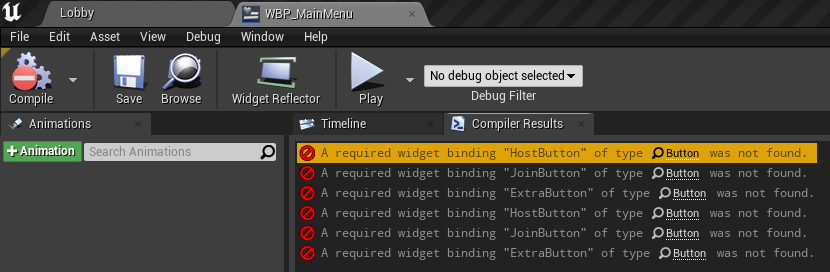 Lobby
WBP_MainMenu
File Edit Asset View Debug Window Help
Compile Save Browse Widget Reflector Play
No debug object selected
Debug Filter
Animations
Timeline
Compiler Results
+Animation
Search Animations
A required widget binding "HostButton" of type Button was not found.
A required widget binding "JoinButton" of type Button was not found.
A required widget binding "ExtraButton" of type Button was not found.
A required widget binding "HostButton" of type Button was not found.
A required widget binding "JoinButton" of type Button was not found.
A required widget binding "ExtraButton" of type Button was not found.